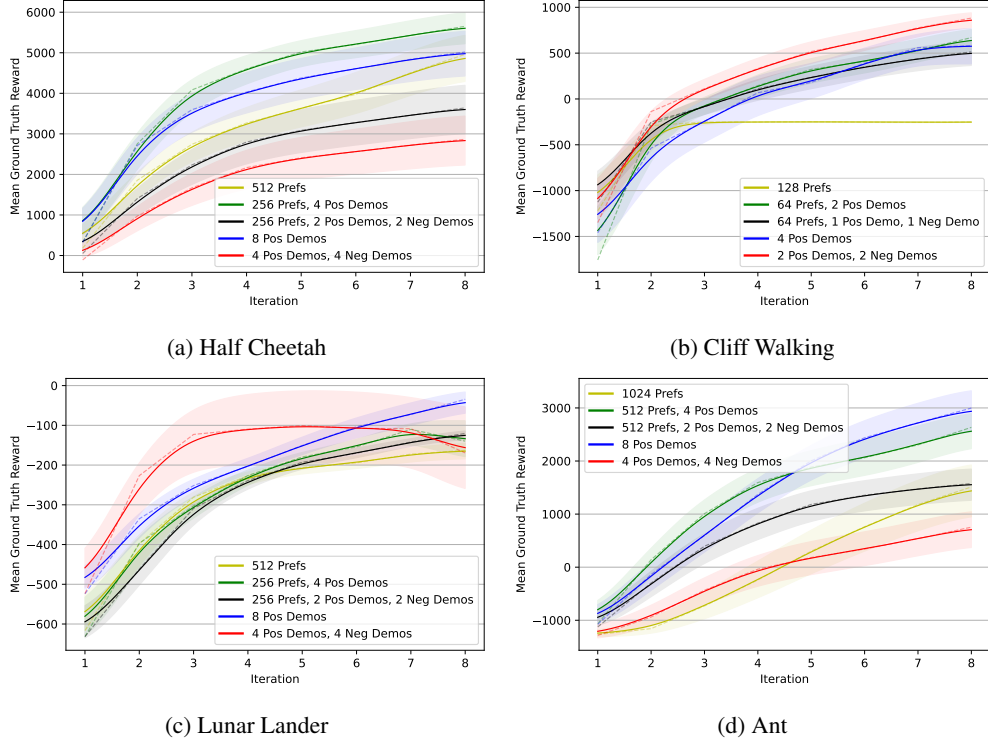 6000
5000
4000
3000
2000
1000
0
Mean Ground Truth Reward
512 Prefs
256 Prefs, 4 Pos Demos
256 Prefs, 2 Pos Demos, 2 Neg Demos
8 Pos Demos
4 Pos Demos, 4 Neg Demos
1 2 3 4 5 6 7 8
Iteration
(a) Half Cheetah
1000
500
0
−500
−1000
−1500
Mean Ground Truth Reward
128 Prefs
64 Prefs, 2 Pos Demos
64 Prefs, 1 Pos Demo, 1 Neg Demo
4 Pos Demos
2 Pos Demos, 2 Neg Demos
1 2 3 4 5 6 7 8
Iteration
(b) Cliff Walking
0
−100
−200
−300
−400
−500
−600
Mean Ground Truth Reward
512 Prefs
256 Prefs, 4 Pos Demos
256 Prefs, 2 Pos Demos, 2 Neg Demos
8 Pos Demos
4 Pos Demos, 4 Neg Demos
1 2 3 4 5 6 7 8
Iteration
(c) Lunar Lander
3000
2000
1000
0
−1000
Mean Ground Truth Reward
1024 Prefs
512 Prefs, 4 Pos Demos
512 Prefs, 2 Pos Demos, 2 Neg Demos
8 Pos Demos
4 Pos Demos, 4 Neg Demos
1 2 3 4 5 6 7 8
Iteration
(d) Ant